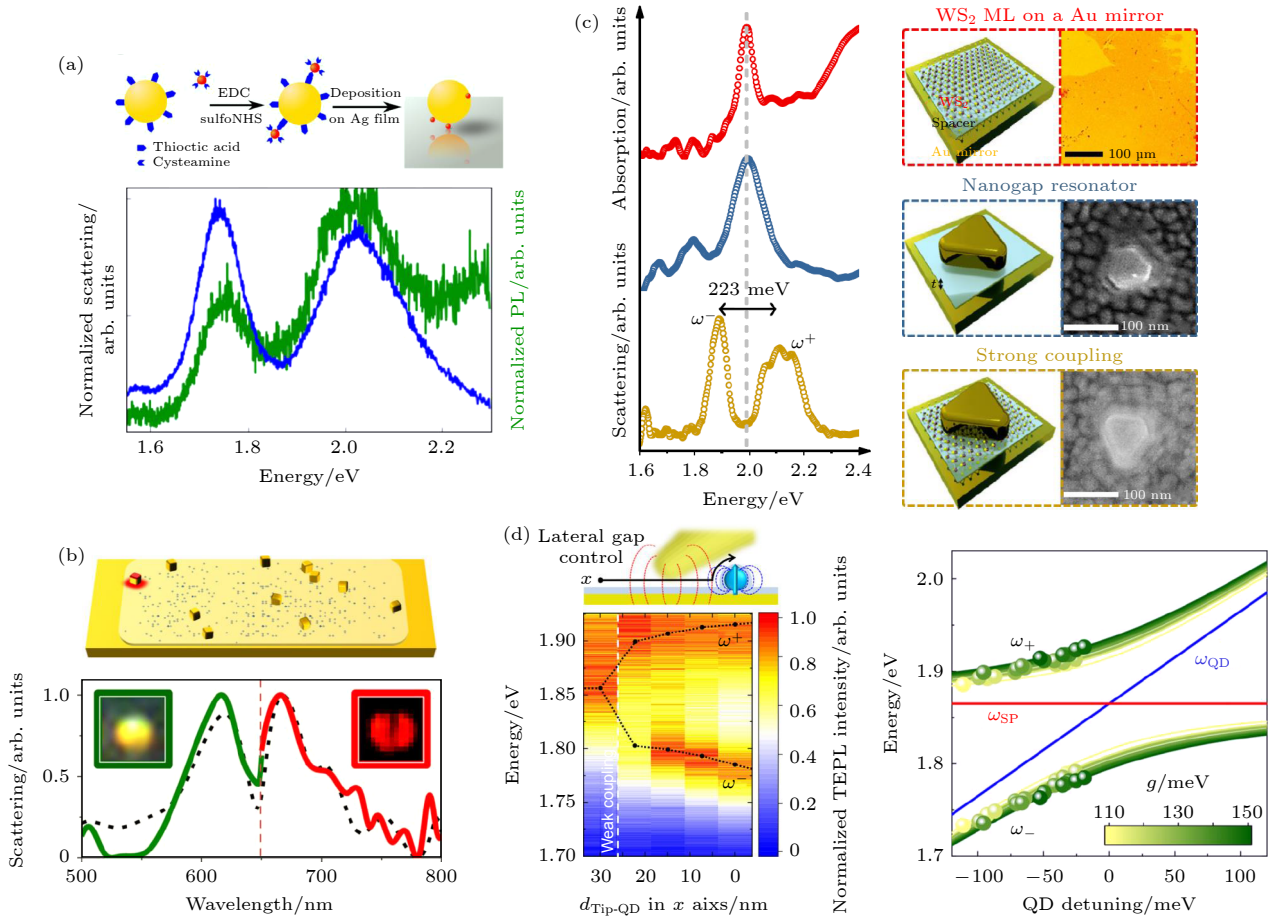 (a)
EDC
sulfoNHS
Deposition
on Ag film
Thioctic acid
Cysteamine
Normalized scattering/
arb. units
Normalized PL/arb. units
1.6
1.8
2.0
2.2
Energy/eV
(b)
Scattering/arb. units
1.0
0.5
0
500
600
700
800
Wavelength/nm
(c)
Absorption/arb. units
Scattering/arb. units
223 meV
ω−
ω+
1.6
1.8
2.0
2.2
2.4
Energy/eV
WS2 ML on a Au mirror
WS2
Spacer
Au mirror
100 µm
Nanogap resonator
t
100 nm
Strong coupling
100 nm
(d)
Lateral gap
control
x
Energy/eV
1.90
1.85
1.80
1.75
1.70
Weak coupling
ω+
ω−
30
20
10
0
dTip-QD in x aixs/nm
1.0
0.8
0.6
0.4
0.2
0
Normalized TEPL intensity/arb. units
Energy/eV
2.0
1.9
1.8
1.7
ω+
ωQD
ωSP
ω−
g/meV
110
130
150
−100
−50
0
50
100
QD detuning/meV